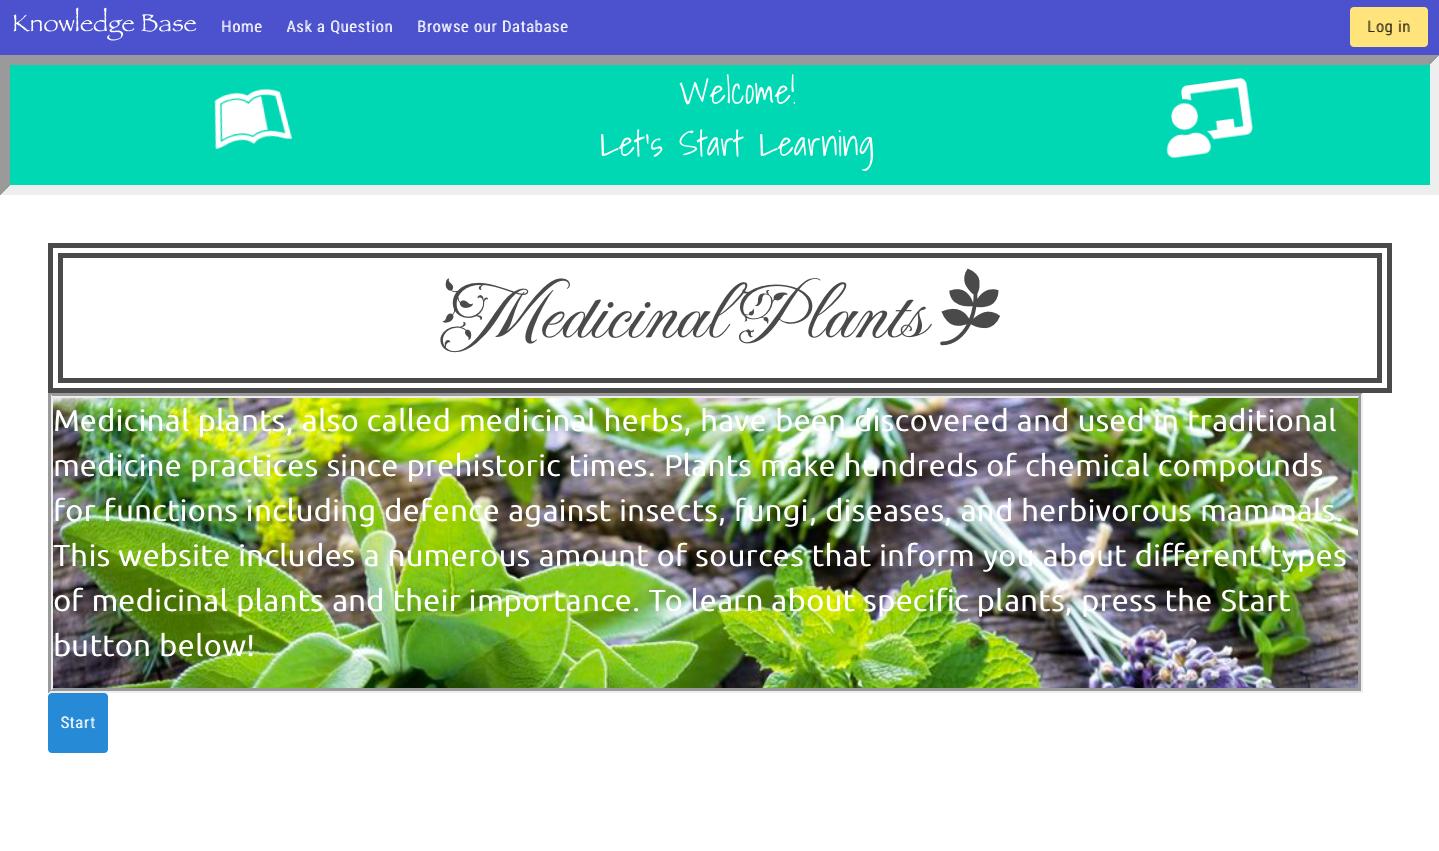 Knowledge Base Home Ask a Question Browse our Database Log in
Welcome!
Let's Start Learning
Medicinal Plants
Medicinal plants, also called medicinal herbs, have been discovered and used in traditional
medicine practices since prehistoric times. Plants make hundreds of chemical compounds
for functions including defence against insects, fungi, diseases, and herbivorous mammals.
This website includes a numerous amount of sources that inform you about different types
of medicinal plants and their importance. To learn about specific plants, press the Start
button below!
Start